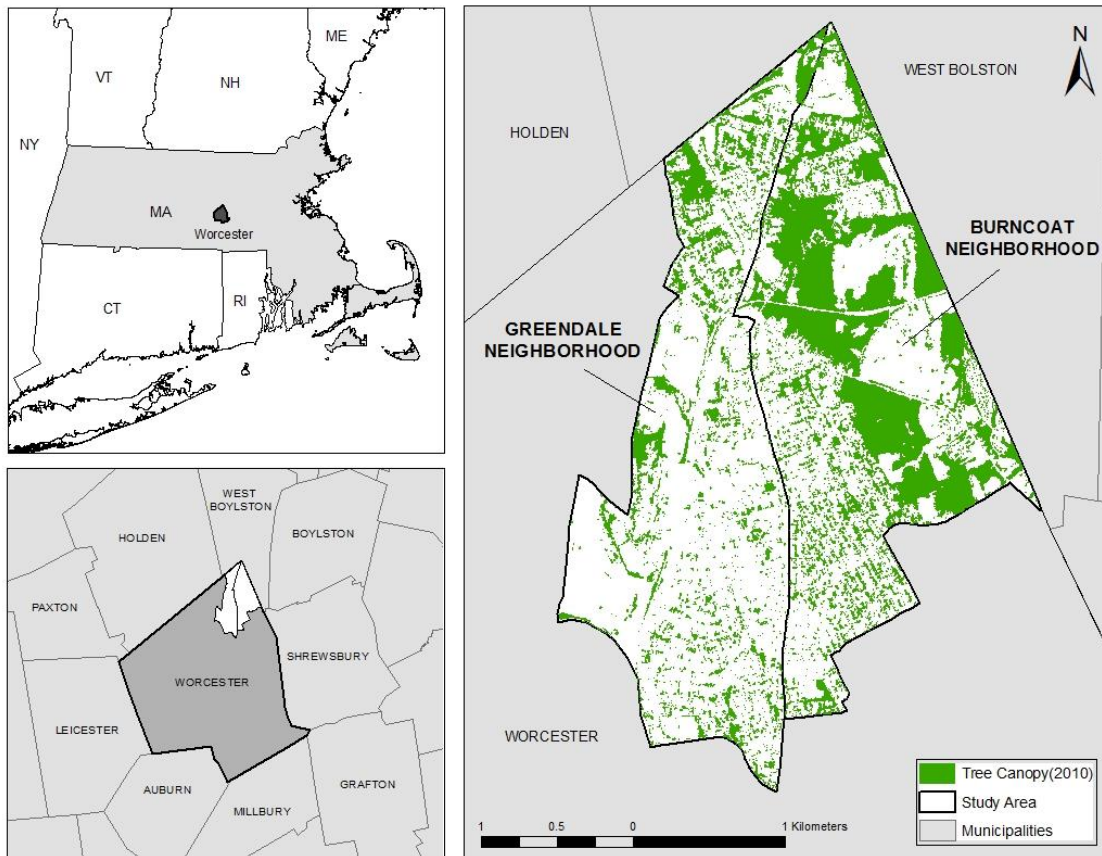 ME
VT
NH
NY
MA
Worcester
CT
RI
WEST
BOYLSTON
HOLDEN
BOYLSTON
PAXTON
SHREWSBURY
WORCESTER
LEICESTER
AUBURN
GRAFTON
MILLBURY
N
WEST BOLSTON
HOLDEN
BURNCOAT
NEIGHBORHOOD
GREENDALE
NEIGHBORHOOD
WORCESTER
Tree Canopy(2010)
Study Area
Municipalities
1 0.5 0 1 Kilometers